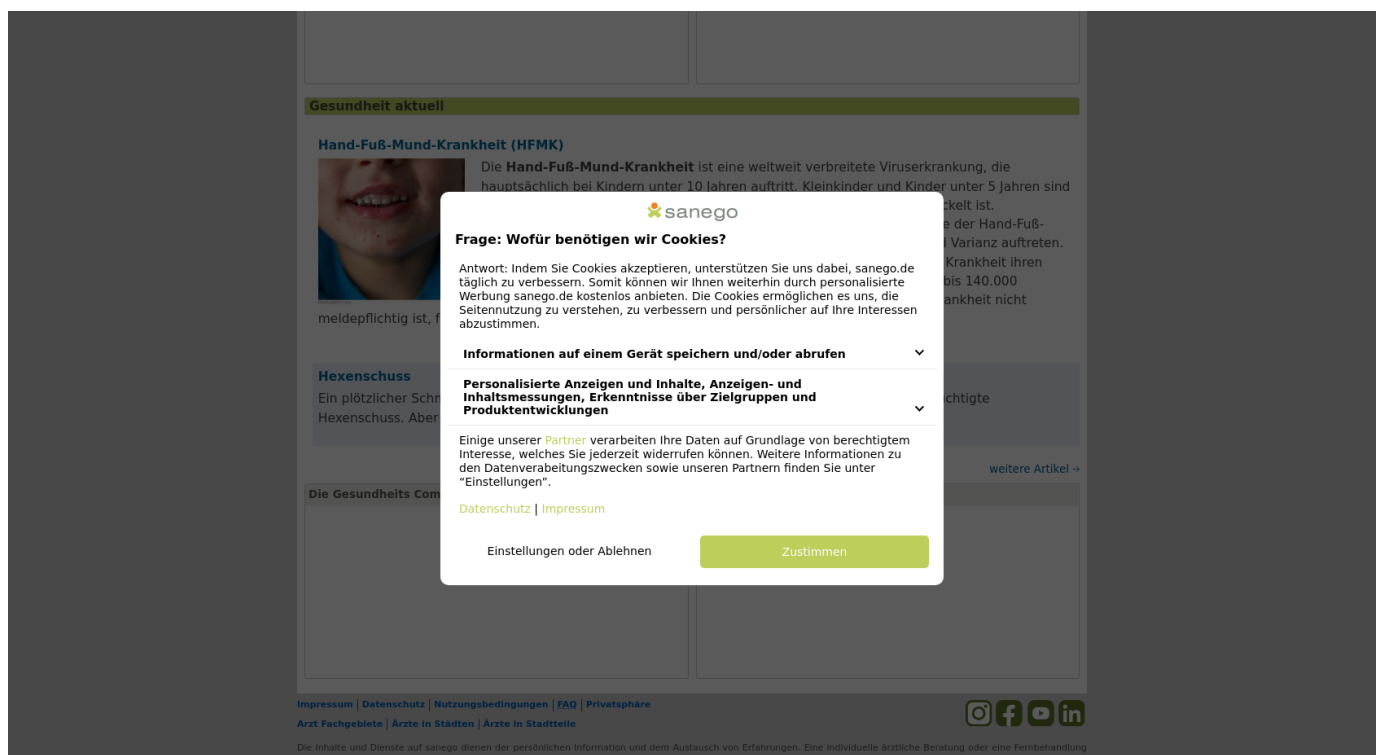 Gesundheit aktuell
Hand-Fuß-Mund-Krankheit (HFMK)
Die Hand-Fuß-Mund-Krankheit ist eine weltweit verbreitete Viruserkrankung, die
hauptsächlich bei Kindern unter 10 Jahren auftritt. Kleinkinder und Kinder unter 5 Jahren sind
ckelt ist.
e der Hand-Fuß-
Varianz auftreten.
Krankheit ihren
bis 140.000
ankheit nicht
meldepflichtig ist, f
sanego
Frage: Wofür benötigen wir Cookies?
Antwort: Indem Sie Cookies akzeptieren, unterstützen Sie uns dabei, sanego.de
täglich zu verbessern. Somit können wir Ihnen weiterhin durch personalisierte
Werbung sanego.de kostenlos anbieten. Die Cookies ermöglichen es uns, die
Seitennutzung zu verstehen, zu verbessern und persönlicher auf Ihre Interessen
abzustimmen.
Informationen auf einem Gerät speichern und/oder abrufen
Personalisierte Anzeigen und Inhalte, Anzeigen- und
Inhaltsmessungen, Erkenntnisse über Zielgruppen und
Produktentwicklungen
Einige unserer Partner verarbeiten Ihre Daten auf Grundlage von berechtigtem
Interesse, welches Sie jederzeit widerrufen können. Weitere Informationen zu
den Datenverabeitungszwecken sowie unseren Partnern finden Sie unter
“Einstellungen”.
Datenschutz | Impressum
Einstellungen oder Ablehnen
Zustimmen
Hexenschuss
Ein plötzlicher Schm
chtigte
Hexenschuss. Aber
weitere Artikel →
Die Gesundheits Com
Impressum | Datenschutz | Nutzungsbedingungen | FAQ | Privatsphäre
Arzt Fachgebiete | Ärzte in Städten | Ärzte in Stadtteile
Die Inhalte und Dienste auf sanego dienen der persönlichen Information und dem Austausch von Erfahrungen. Eine individuelle ärztliche Beratung oder eine Fernbehandlung